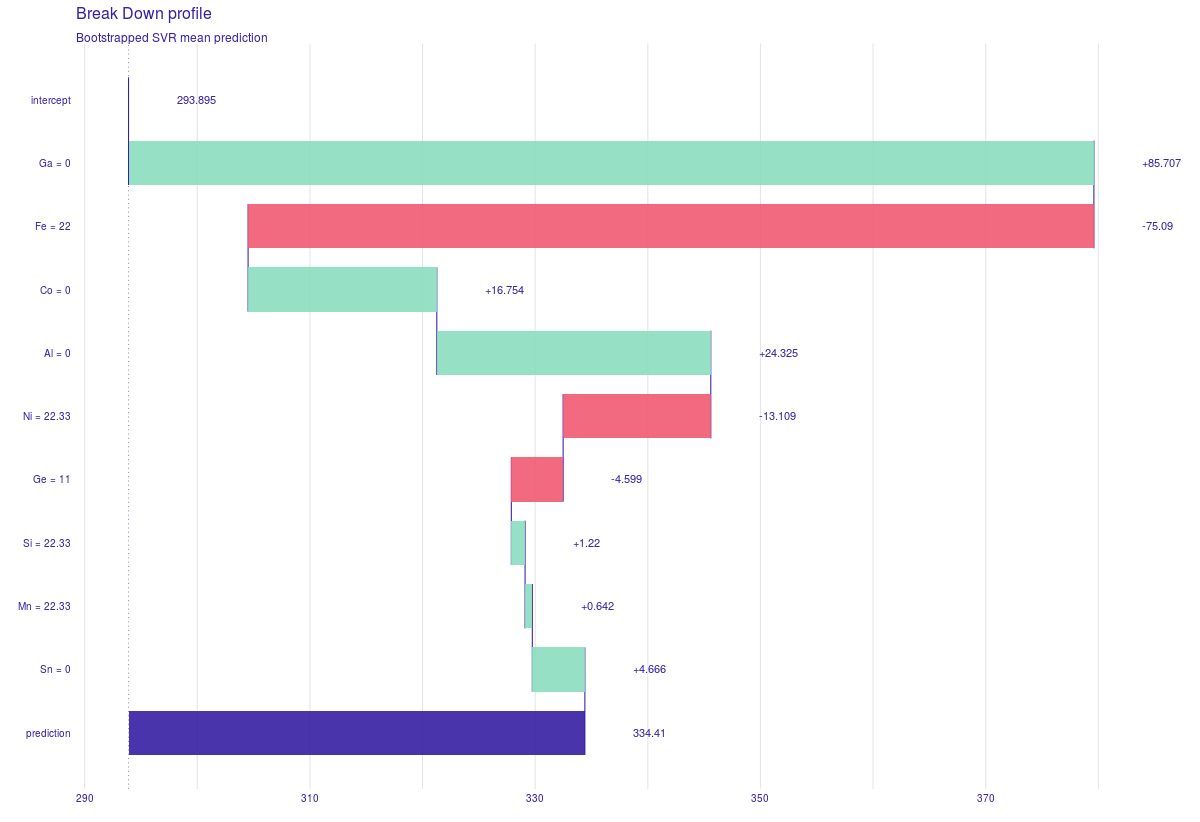 Break Down profile
Bootstrapped SVR mean prediction
intercept 293.895
Ga = 0 +85.707
Fe = 22 -75.09
Co = 0 +16.754
Al = 0 +24.325
Ni = 22.33 -13.109
Ge = 11 -4.599
Si = 22.33 +1.22
Mn = 22.33 +0.642
Sn = 0 +4.666
prediction 334.41
290 310 330 350 370